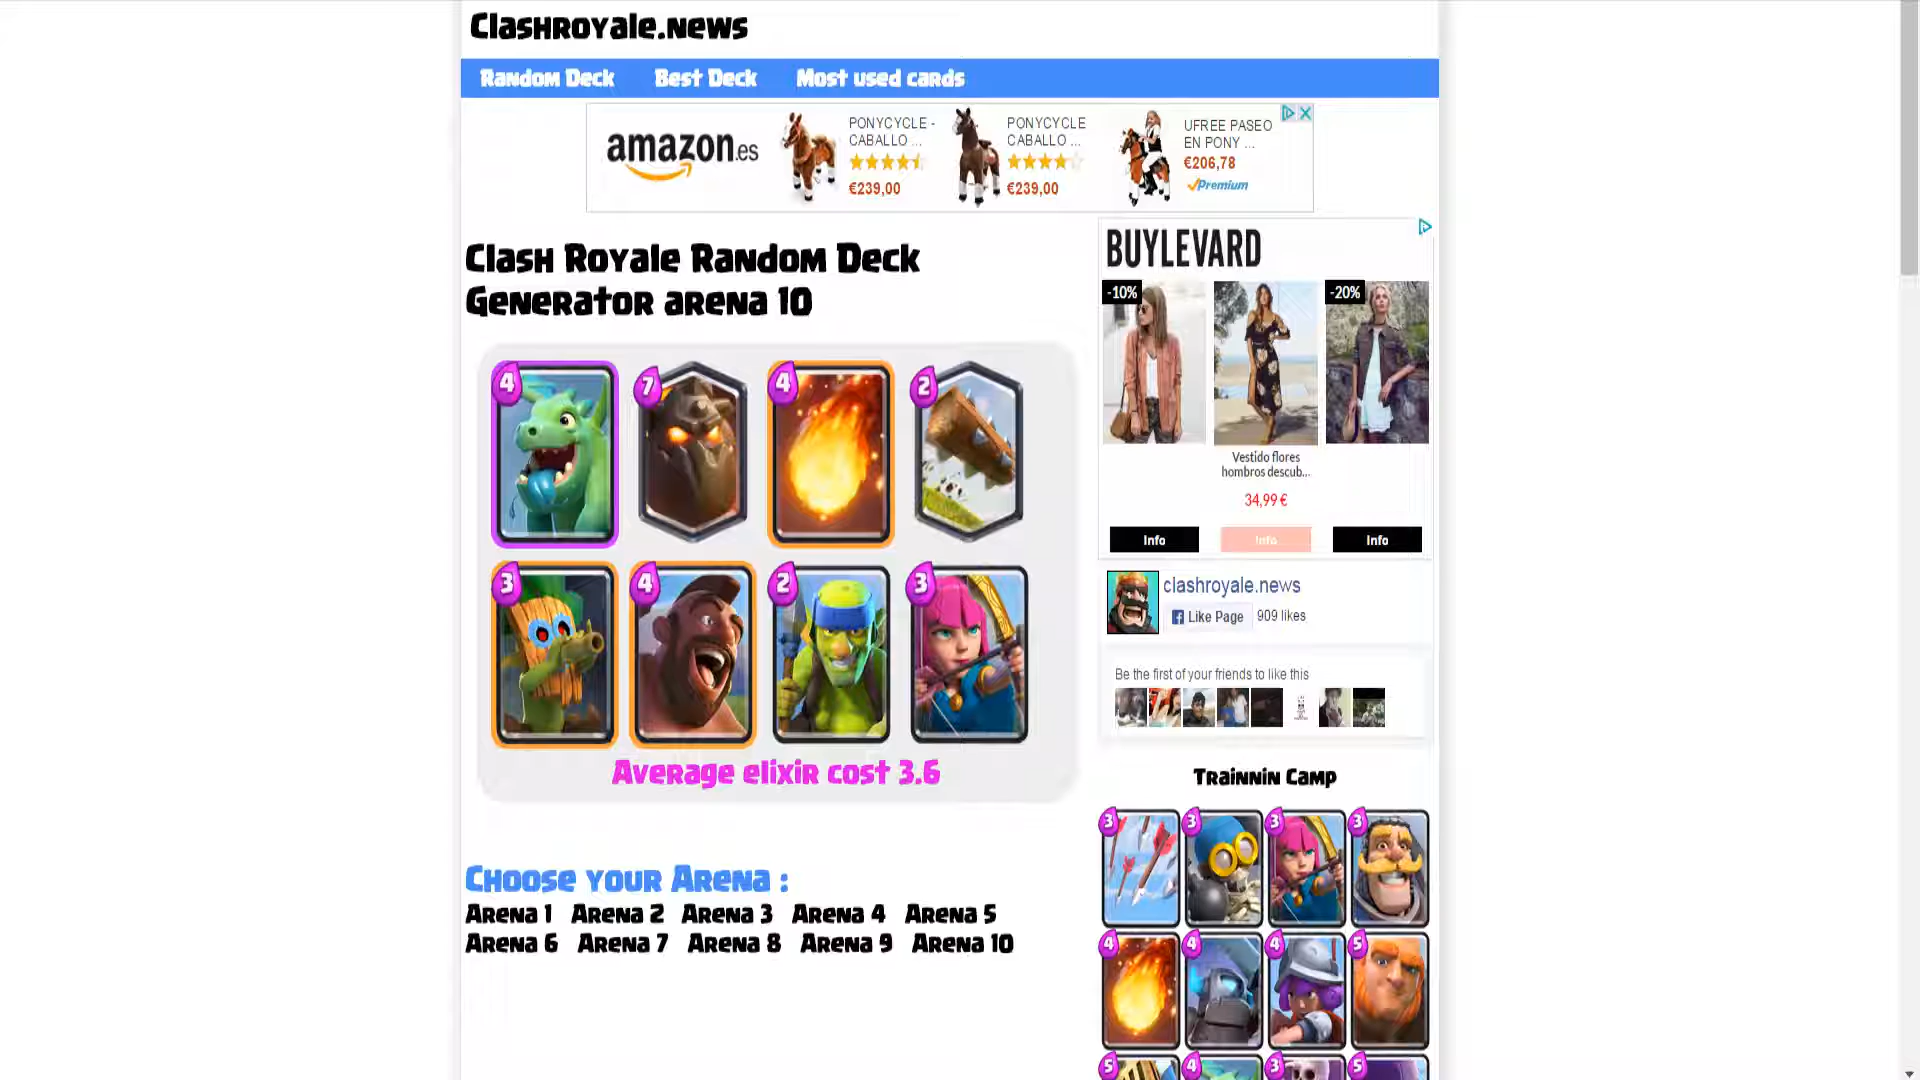 Clashroyale.news
Random Deck Best Deck Most used cards
amazon.es
PONYCYCLE -
CABALLO ...
€239,00
PONYCYCLE
CABALLO ...
€239,00
UFREE PASEO
EN PONY ...
€206,78
Premium
Clash Royale Random Deck
Generator arena 10
4 7 4 2
3 4 2 3
Average elixir cost 3.6
Choose your Arena :
Arena 1 Arena 2 Arena 3 Arena 4 Arena 5
Arena 6 Arena 7 Arena 8 Arena 9 Arena 10
BUYLEVARD
-10% -20%
Vestido flores
hombros descub...
34,99 €
Info Info Info
clashroyale.news
Like Page 909 likes
Be the first of your friends to like this
Trainnin Camp
3 3 3 3
4 4 4 5
5 4 3 5